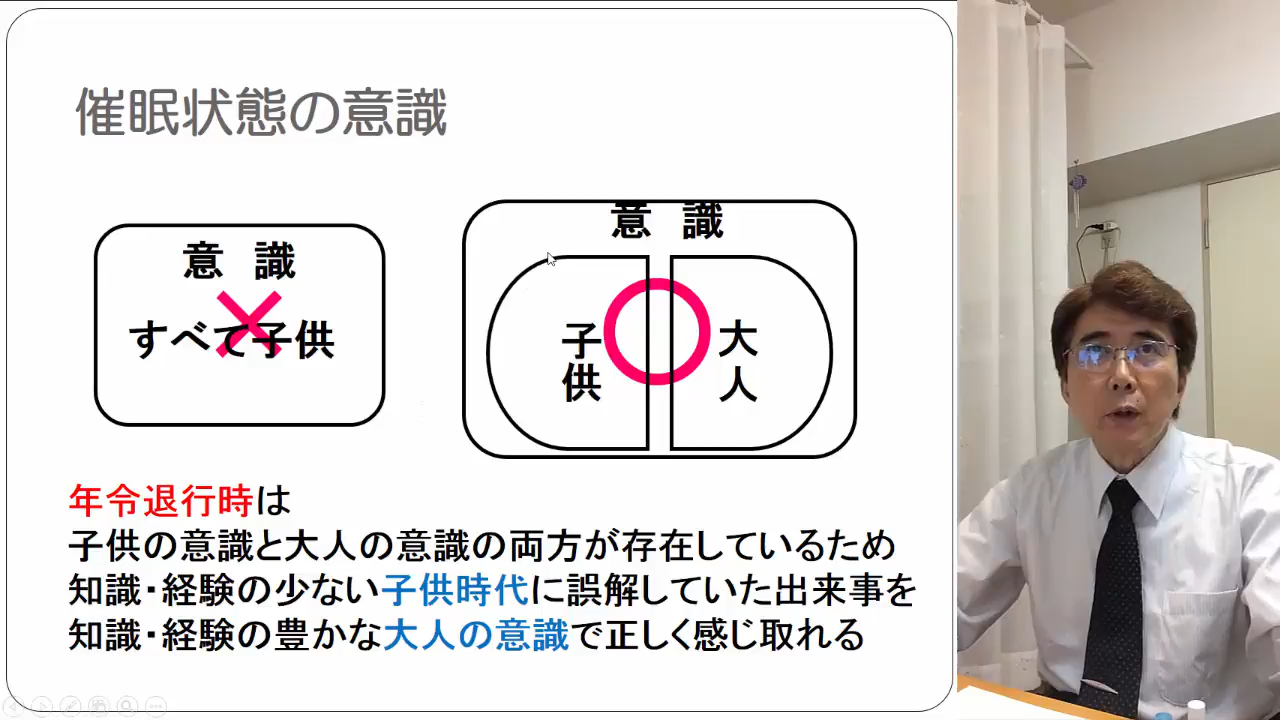 催眠状態の意識
意識
すべて子供
意識
子供
大人
年令退行時は
子供の意識と大人の意識の両方が存在しているため
知識・経験の少ない子供時代に誤解していた出来事を
知識・経験の豊かな大人の意識で正しく感じ取れる